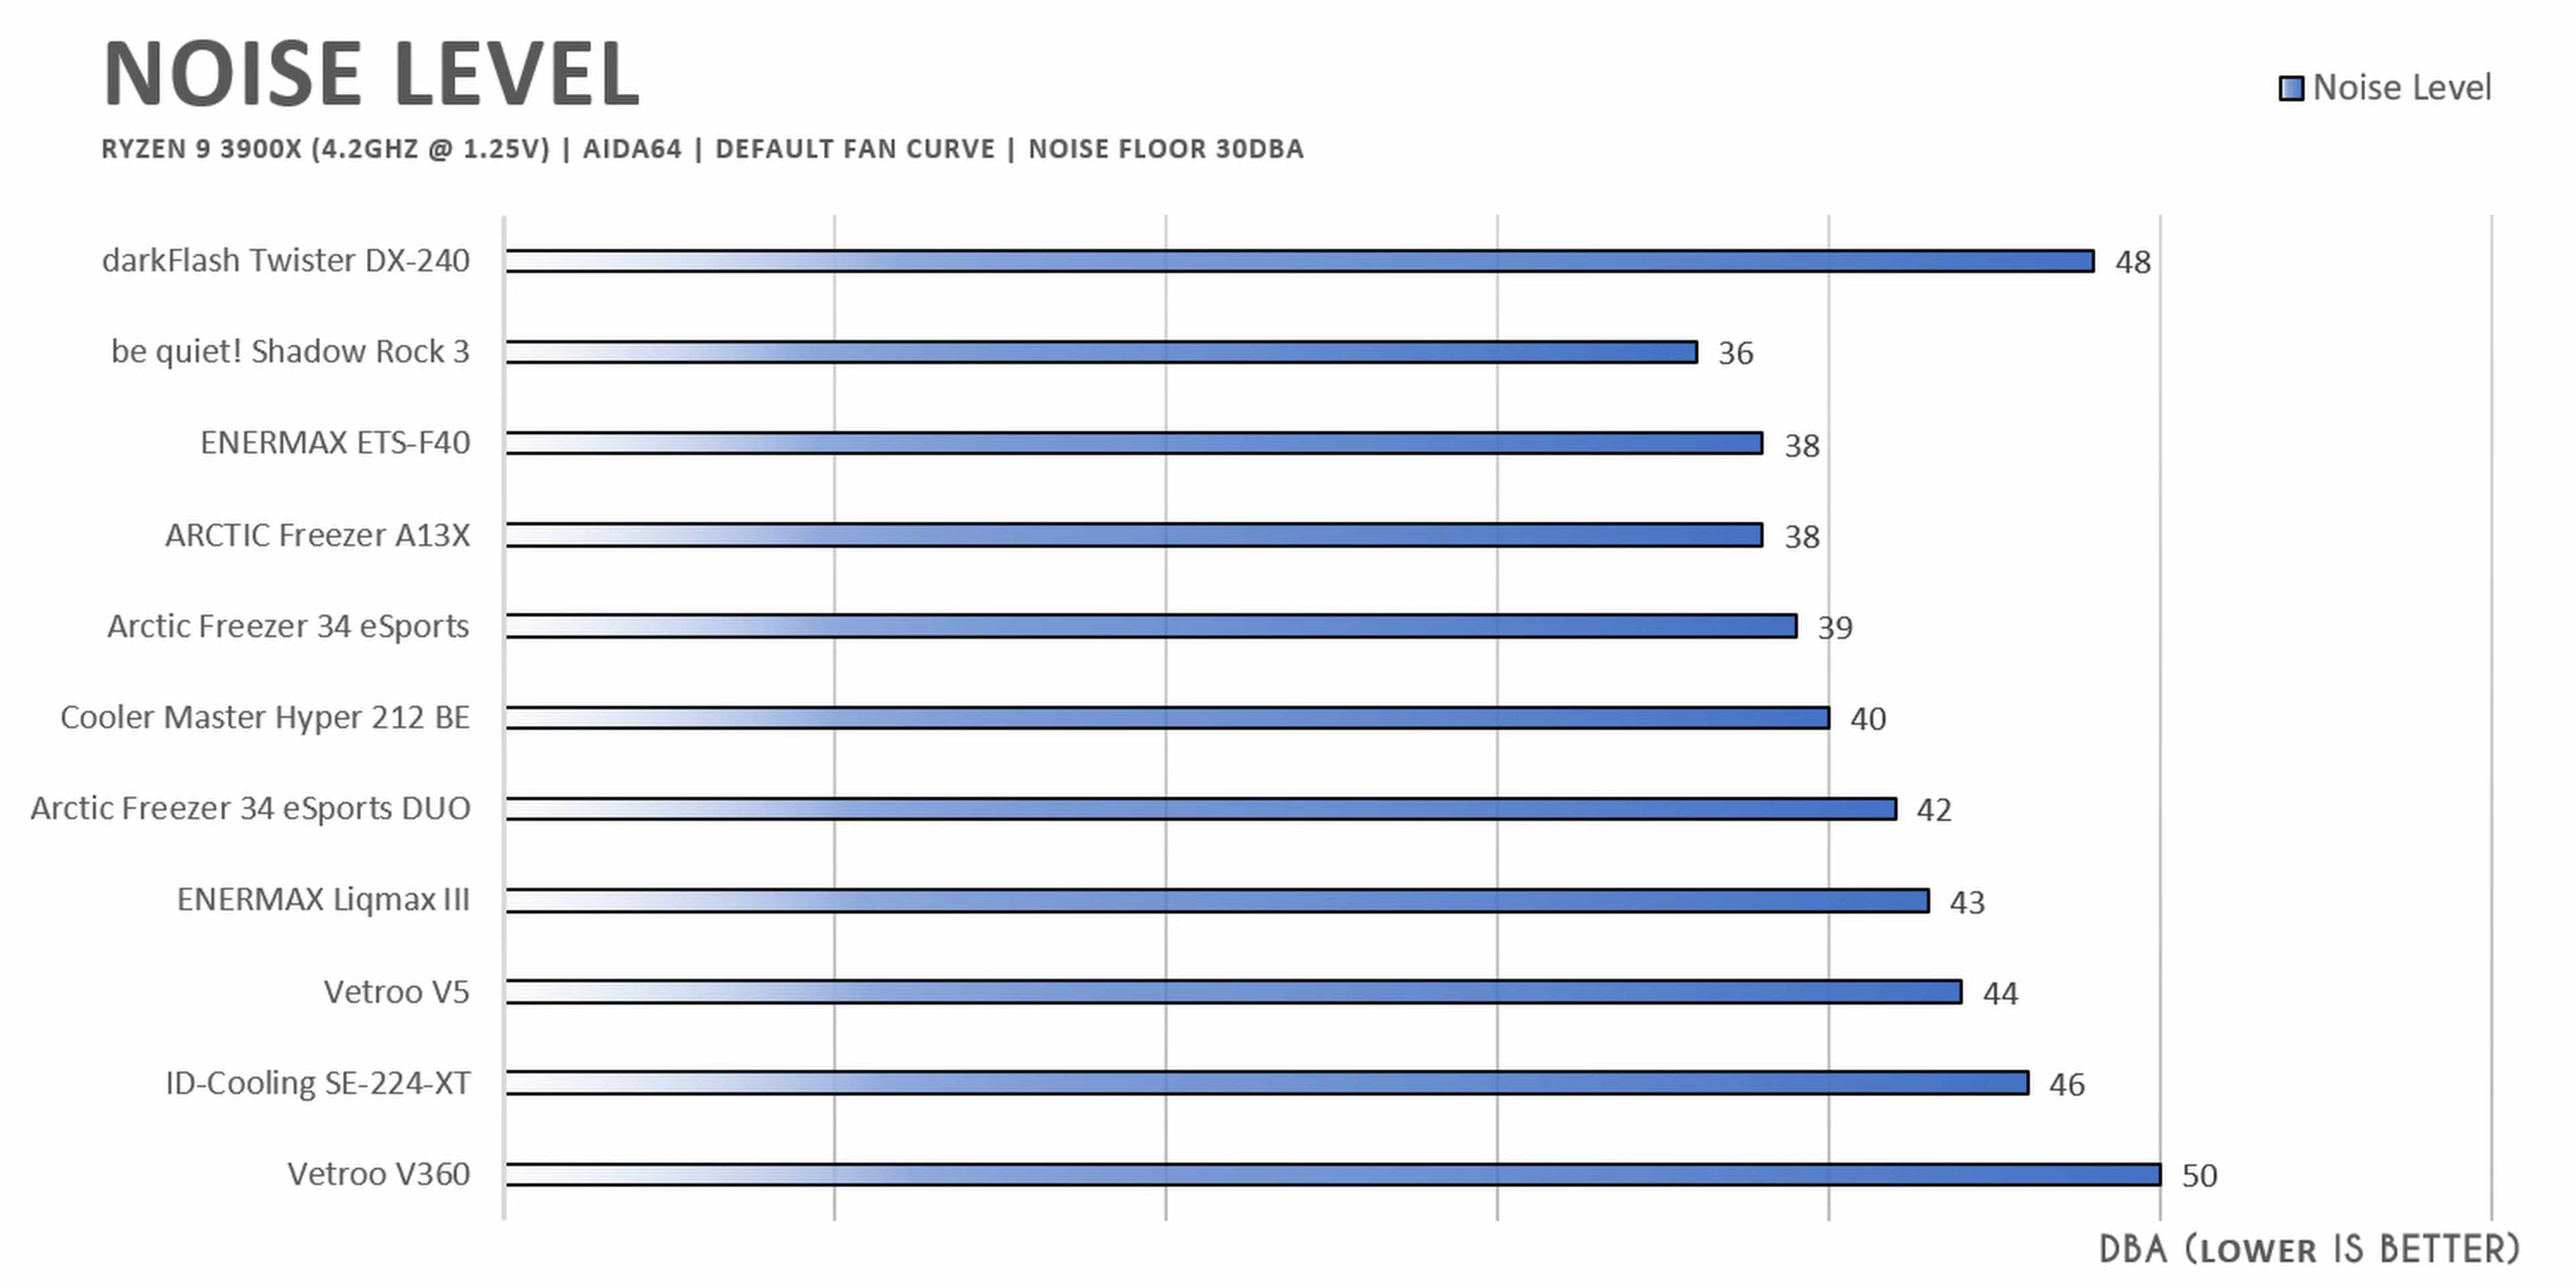 NOISE LEVEL
Noise Level
RYZEN 9 3900X (4.2GHZ @ 1.25V) | AIDA64 | DEFAULT FAN CURVE | NOISE FLOOR 30DBA
darkFlash Twister DX-240 48
be quiet! Shadow Rock 3 36
ENERMAX ETS-F40 38
ARCTIC Freezer A13X 38
Arctic Freezer 34 eSports 39
Cooler Master Hyper 212 BE 40
Arctic Freezer 34 eSports DUO 42
ENERMAX Liqmax III 43
Vetroo V5 44
ID-Cooling SE-224-XT 46
Vetroo V360 50
DBA (LOWER IS BETTER)